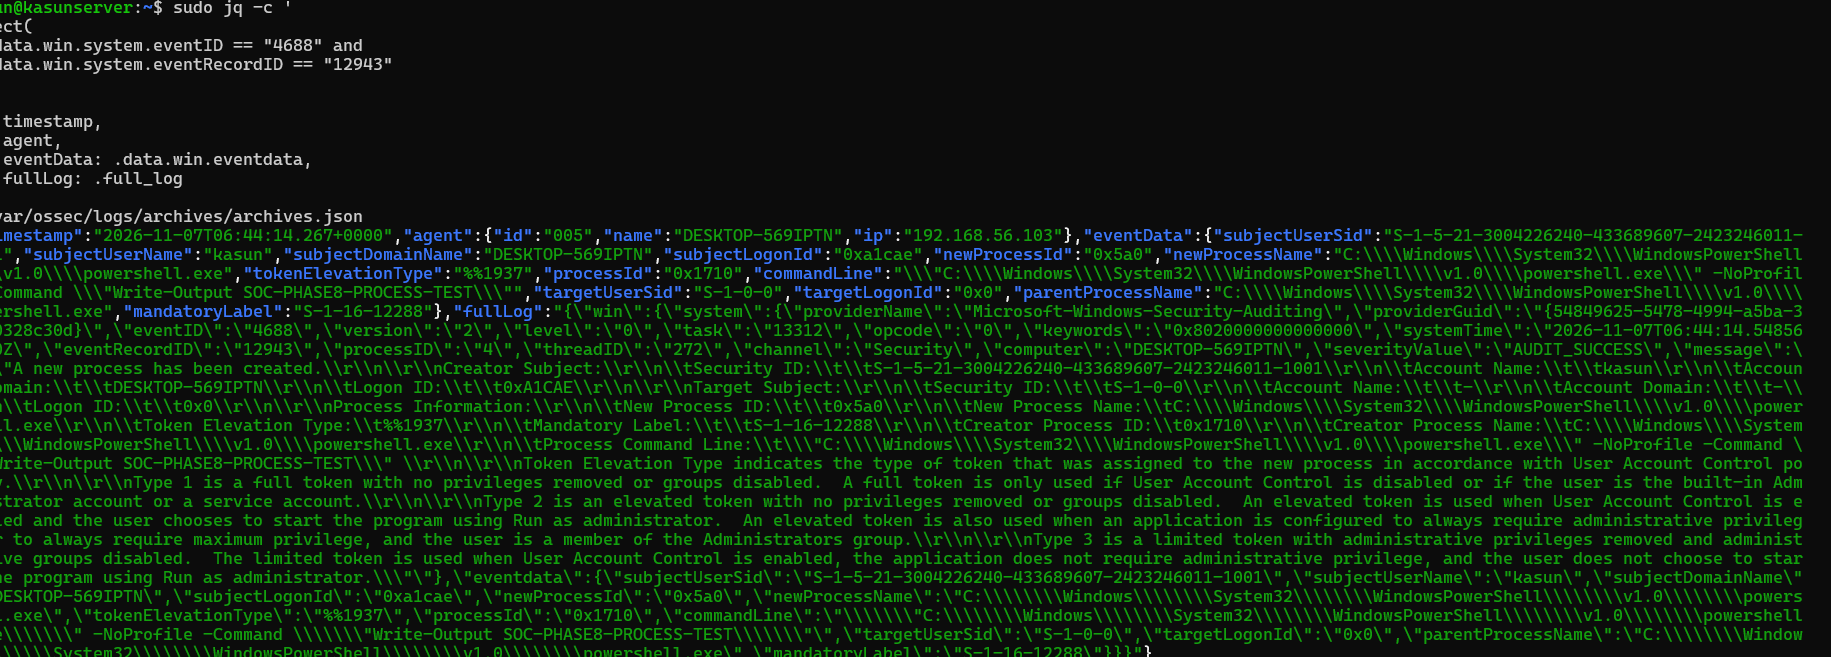 un@kasunserver:~$ sudo jq -c '
ect(
data.win.system.eventID == "4688" and
data.win.system.eventRecordID == "12943"
timestamp,
agent,
eventData: .data.win.eventdata,
fullLog: .full_log
var/ossec/logs/archives/archives.json
imestamp":"2026-11-07T06:44:14.267+0000","agent":{"id":"005","name":"DESKTOP-569IPTN","ip":"192.168.56.103"},"eventData":{"subjectUserSid":"S-1-5-21-3004226240-433689607-2423246011-
","subjectUserName":"kasun","subjectDomainName":"DESKTOP-569IPTN","subjectLogonId":"0xa1cae","newProcessId":"0x5a0","newProcessName":"C:\\\\Windows\\\\System32\\\\WindowsPowerShell
v1.0\\\\powershell.exe","tokenElevationType":"%%1937","processId":"0x1710","commandLine":"\\\"C:\\\\Windows\\\\System32\\\\WindowsPowerShell\\\\v1.0\\\\powershell.exe\\\" -NoProfil
Command \\\"Write-Output SOC-PHASE8-PROCESS-TEST\\\"","targetUserSid":"S-1-0-0","targetLogonId":"0x0","parentProcessName":"C:\\\\Windows\\\\System32\\\\WindowsPowerShell\\\\v1.0\\\\
ershell.exe","mandatoryLabel":"S-1-16-12288"},"fullLog":"{\"win\":{\"system\":{\"providerName\":\"Microsoft-Windows-Security-Auditing\",\"providerGuid\":\"{54849625-5478-4994-a5ba-3
0328c30d}\",\"eventID\":\"4688\",\"version\":\"2\",\"level\":\"0\",\"task\":\"13312\",\"opcode\":\"0\",\"keywords\":\"0x8020000000000000\",\"systemTime\":\"2026-11-07T06:44:14.54856
0Z\",\"eventRecordID\":\"12943\",\"processID\":\"4\",\"threadID\":\"272\",\"channel\":\"Security\",\"computer\":\"DESKTOP-569IPTN\",\"severityValue\":\"AUDIT_SUCCESS\",\"message\":\
\"A new process has been created.\\r\\n\\r\\nCreator Subject:\\r\\n\\tSecurity ID:\\t\\tS-1-5-21-3004226240-433689607-2423246011-1001\\r\\n\\tAccount Name:\\t\\tkasun\\r\\n\\tAccoun
omain:\\t\\tDESKTOP-569IPTN\\r\\n\\tLogon ID:\\t\\t0xA1CAE\\r\\n\\r\\nTarget Subject:\\r\\n\\tSecurity ID:\\t\\tS-1-0-0\\r\\n\\tAccount Name:\\t\\t-\\r\\n\\tAccount Domain:\\t\\t-\\
n\\tLogon ID:\\t\\t0x0\\r\\n\\r\\nProcess Information:\\r\\n\\tNew Process ID:\\t\\t0x5a0\\r\\n\\tNew Process Name:\\tC:\\\\Windows\\\\System32\\\\WindowsPowerShell\\\\v1.0\\\\power
ll.exe\\r\\n\\tToken Elevation Type:\\t%%1937\\r\\n\\tMandatory Label:\\t\\tS-1-16-12288\\r\\n\\tCreator Process ID:\\t0x1710\\r\\n\\tCreator Process Name:\\tC:\\\\Windows\\\\System
\\\WindowsPowerShell\\\\v1.0\\\\powershell.exe\\r\\n\\tProcess Command Line:\\t\\\"C:\\\\Windows\\\\System32\\\\WindowsPowerShell\\\\v1.0\\\\powershell.exe\\\" -NoProfile -Command \
Write-Output SOC-PHASE8-PROCESS-TEST\\\" \\r\\n\\r\\nToken Elevation Type indicates the type of token that was assigned to the new process in accordance with User Account Control po
y.\\r\\n\\r\\nType 1 is a full token with no privileges removed or groups disabled.  A full token is only used if User Account Control is disabled or if the user is the built-in Adm
strator account or a service account.\\r\\n\\r\\nType 2 is an elevated token with no privileges removed or groups disabled.  An elevated token is used when User Account Control is e
led and the user chooses to start the program using Run as administrator.  An elevated token is also used when an application is configured to always require administrative privileg
r to always require maximum privilege, and the user is a member of the Administrators group.\\r\\n\\r\\nType 3 is a limited token with administrative privileges removed and administ
ive groups disabled.  The limited token is used when User Account Control is enabled, the application does not require administrative privilege, and the user does not choose to star
he program using Run as administrator.\\\"\"},\"eventdata\":{\"subjectUserSid\":\"S-1-5-21-3004226240-433689607-2423246011-1001\",\"subjectUserName\":\"kasun\",\"subjectDomainName\"
DESKTOP-569IPTN\",\"subjectLogonId\":\"0xa1cae\",\"newProcessId\":\"0x5a0\",\"newProcessName\":\"C:\\\\\\\\Windows\\\\\\\\System32\\\\\\\\WindowsPowerShell\\\\\\\\v1.0\\\\\\\\powers
l.exe\",\"tokenElevationType\":\"%%1937\",\"processId\":\"0x1710\",\"commandLine\":\"\\\\\\\"C:\\\\\\\\Windows\\\\\\\\System32\\\\\\\\WindowsPowerShell\\\\\\\\v1.0\\\\\\\\powershell
e\\\\\\\" -NoProfile -Command \\\\\\\"Write-Output SOC-PHASE8-PROCESS-TEST\\\\\\\"\",\"targetUserSid\":\"S-1-0-0\",\"targetLogonId\":\"0x0\",\"parentProcessName\":\"C:\\\\\\\\Window
\\\\\\\System32\\\\\\\\WindowsPowerShell\\\\\\\\v1.0\\\\\\\\powershell.exe\",\"mandatoryLabel\":\"S-1-16-12288\"}}}"}